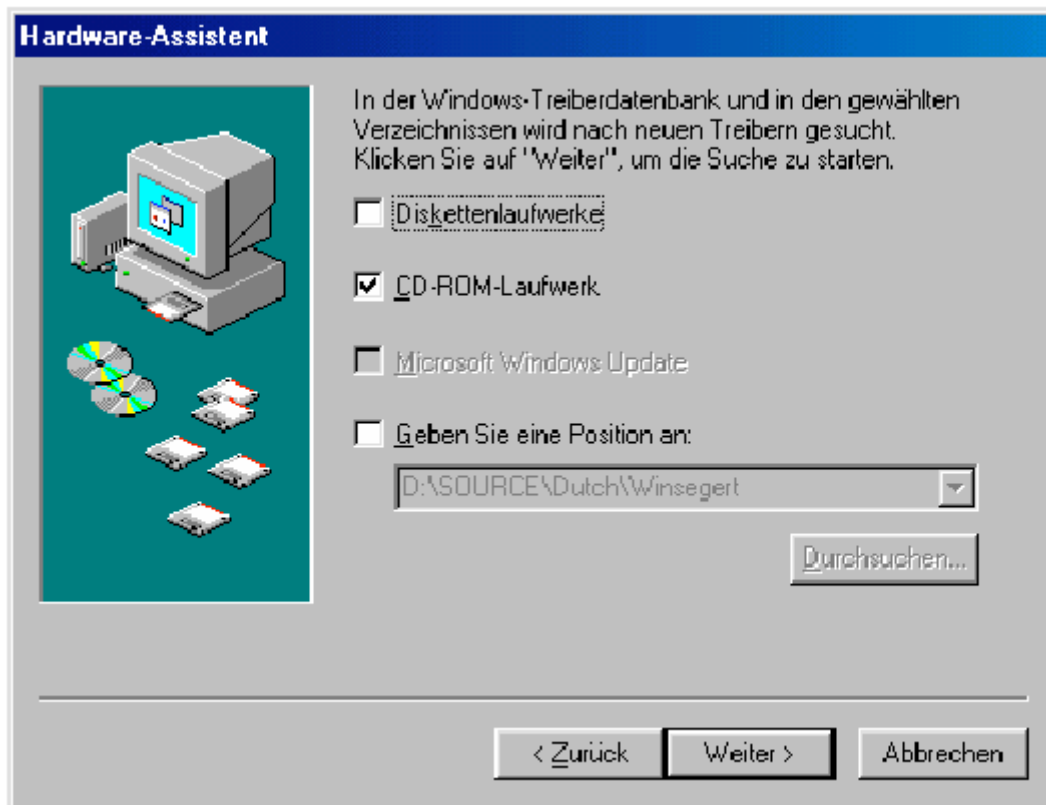 Hardware-Assistent
In der Windows-Treiberdatenbank und in den gewählten
Verzeichnissen wird nach neuen Treibern gesucht.
Klicken Sie auf "Weiter", um die Suche zu starten.
Diskettenlaufwerke
CD-ROM-Laufwerk
Microsoft Windows Update
Geben Sie eine Position an:
D:\SOURCE\Dutch\Winsegert
Durchsuchen...
< Zurück Weiter > Abbrechen